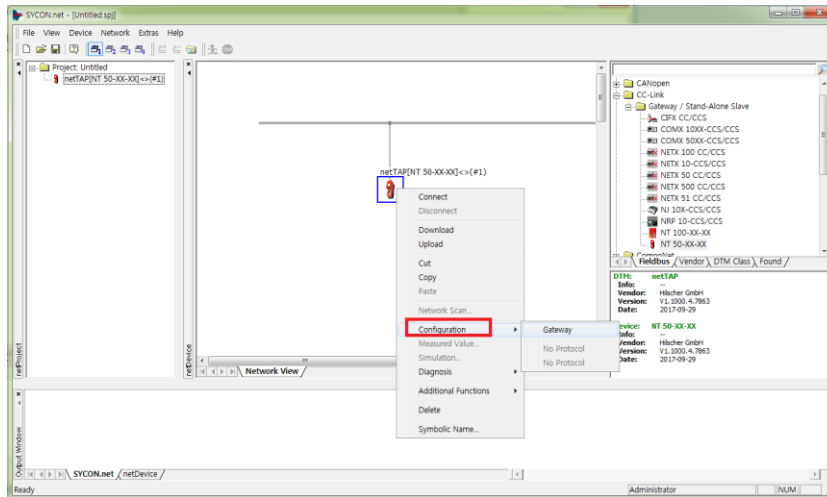 SYCON.net - [Untitled.spj]
File View Device Network Extras Help
Project: Untitled
netTAP[NT 50-XX-XX]<>(#1)
netProject
netTAP[NT 50-XX-XX]<>(#1)
Connect
Disconnect
Download
Upload
Cut
Copy
Paste
Network Scan...
Configuration
Measured Value...
Simulation...
Diagnosis
Additional Functions
Delete
Symbolic Name...
Gateway
No Protocol
No Protocol
netDevice
Network View
CANopen
CC-Link
Gateway / Stand-Alone Slave
CIFX CC/CCS
COMX 10XX-CCS/CCS
COMX 50XX-CCS/CCS
NETX 100 CC/CCS
NETX 10-CCS/CCS
NETX 50 CC/CCS
NETX 500 CC/CCS
NETX 51 CC/CCS
NJ 10X-CCS/CCS
NRP 10-CCS/CCS
NT 100-XX-XX
NT 50-XX-XX
CompoNet
Fieldbus Vendor DTM Class Found
DTM: netTAP
Info: --
Vendor: Hilscher GmbH
Version: V1.1000.4.7863
Date: 2017-09-29
evice: NT 50-XX-XX
nfo: --
endor: Hilscher GmbH
ersion: V1.1000.4.7863
ate: 2017-09-29
Output Window
SYCON.net netDevice
Ready
Administrator NUM